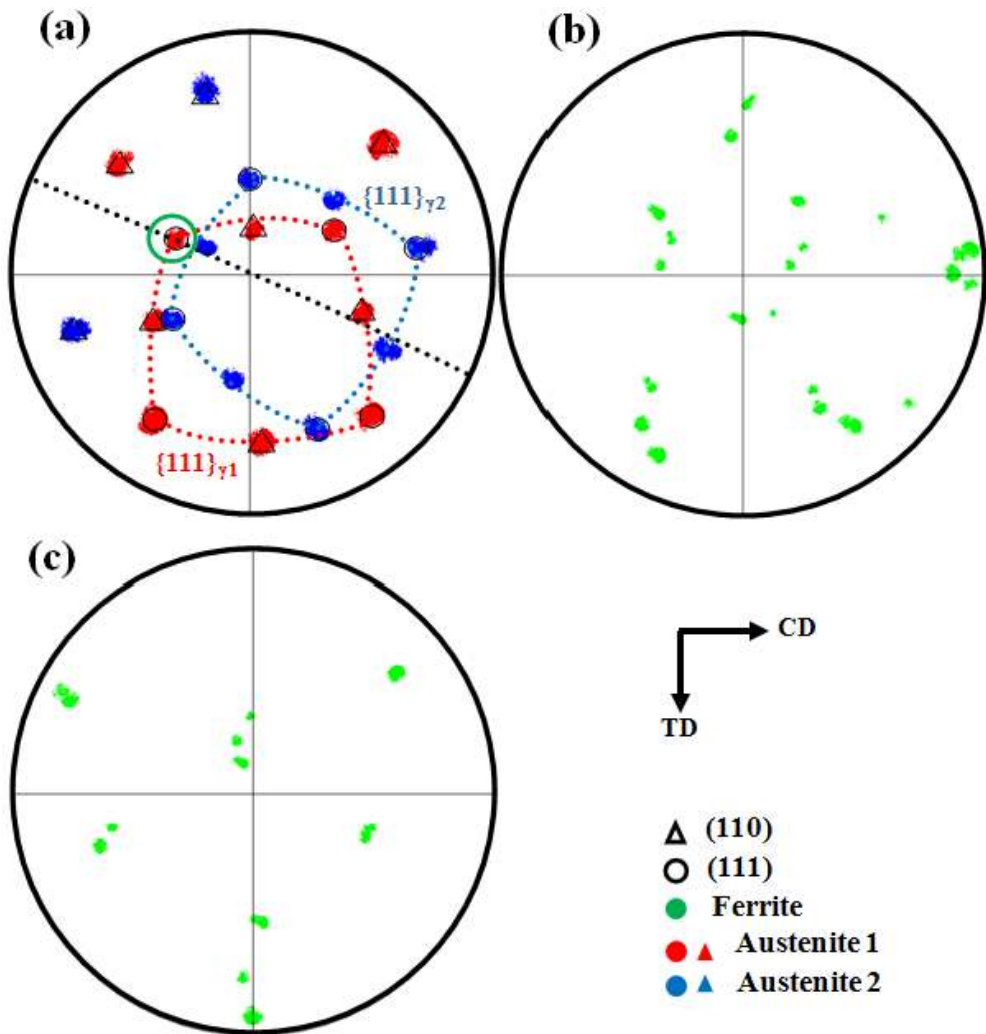 (a)
(b)
{111}γ2
{111}γ1
(c)
CD
TD
(110)
(111)
Ferrite
Austenite 1
Austenite 2